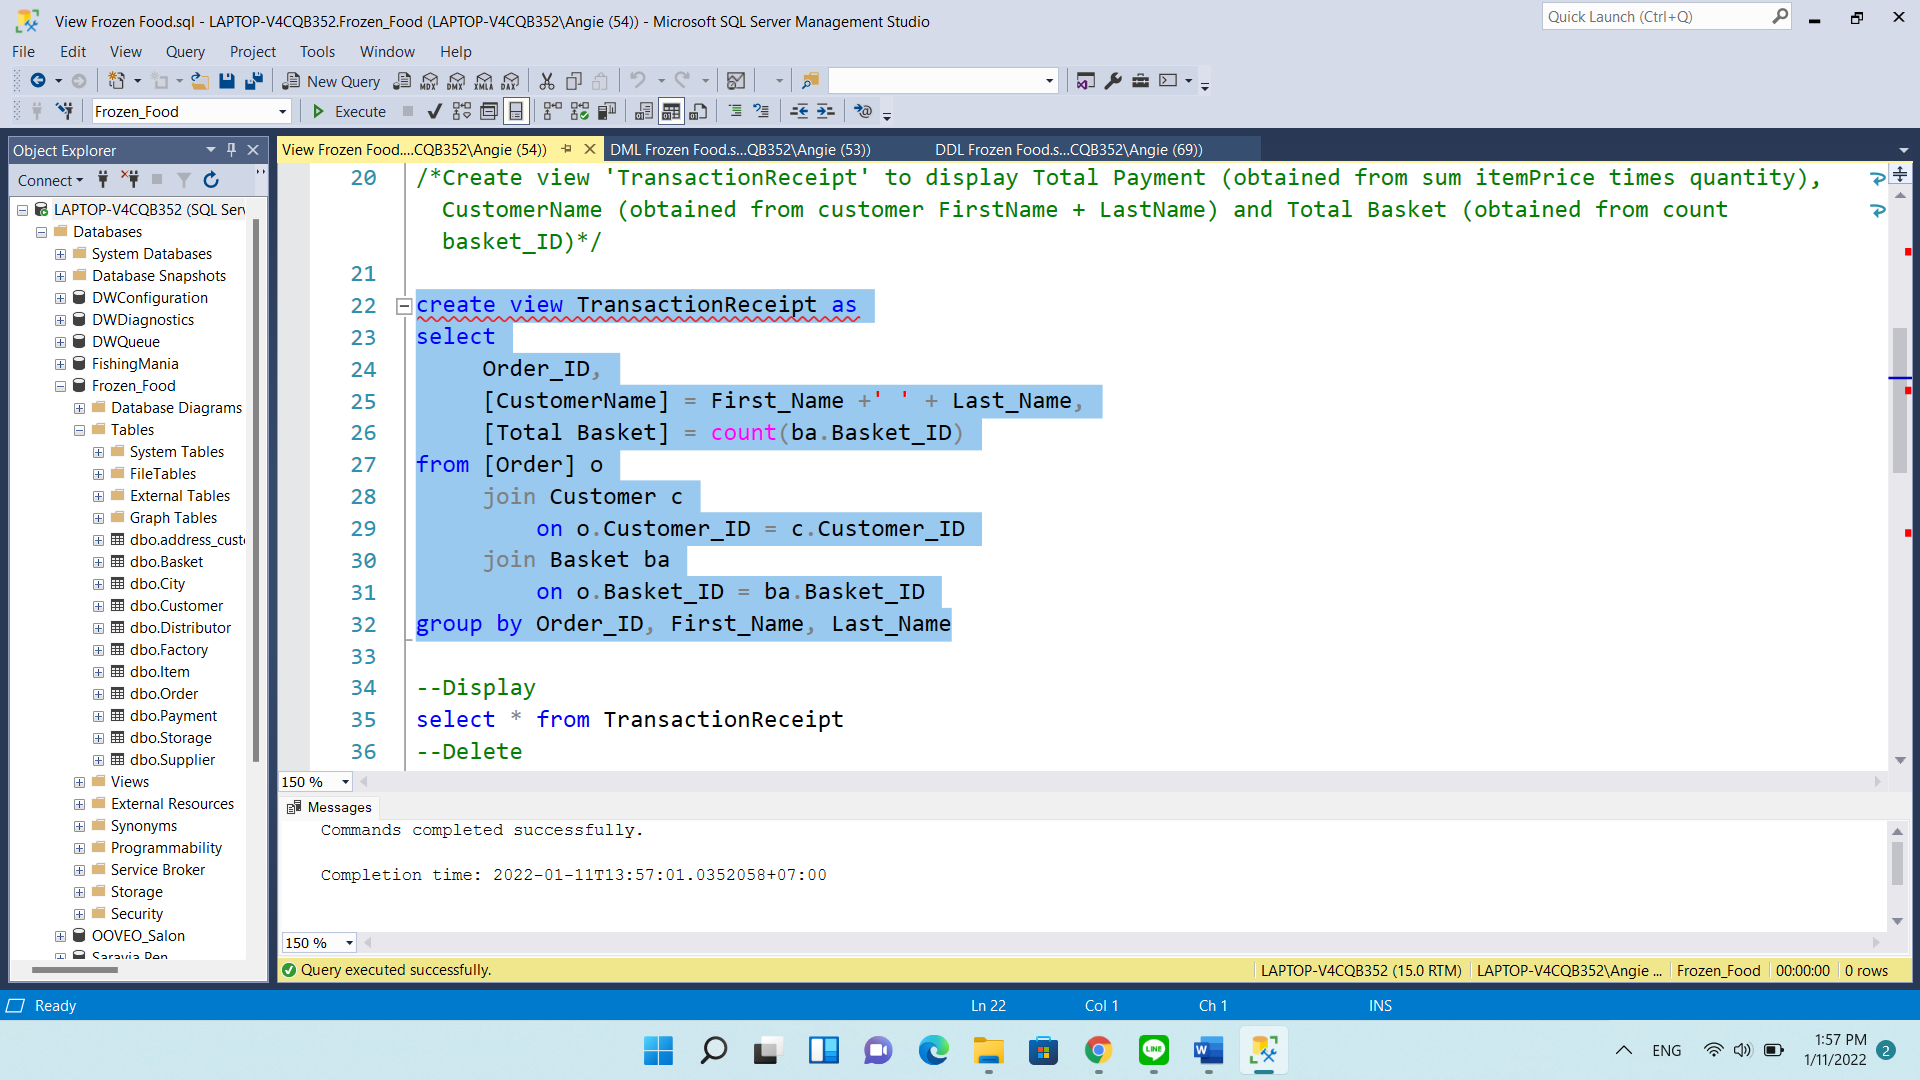 View Frozen Food.sql - LAPTOP-V4CQB352.Frozen_Food (LAPTOP-V4CQB352\Angie (54)) - Microsoft SQL Server Management Studio
Quick Launch (Ctrl+Q)
File Edit View Query Project Tools Window Help
New Query MDX DMX XMLA DAX
Frozen_Food Execute
Object Explorer
View Frozen Food....CQB352\Angie (54)) DML Frozen Food.s...QB352\Angie (53)) DDL Frozen Food.s...CQB352\Angie (69))
Connect
LAPTOP-V4CQB352 (SQL Serv
Databases
System Databases
Database Snapshots
DWConfiguration
DWDiagnostics
DWQueue
FishingMania
Frozen_Food
Database Diagrams
Tables
System Tables
FileTables
External Tables
Graph Tables
dbo.address_custo
dbo.Basket
dbo.City
dbo.Customer
dbo.Distributor
dbo.Factory
dbo.Item
dbo.Order
dbo.Payment
dbo.Storage
dbo.Supplier
Views
External Resources
Synonyms
Programmability
Service Broker
Storage
Security
OOVEO_Salon
Saravia Pen
20 /*Create view 'TransactionReceipt' to display Total Payment (obtained from sum itemPrice times quantity),
CustomerName (obtained from customer FirstName + LastName) and Total Basket (obtained from count
basket_ID)*/
21
22 create view TransactionReceipt as
23 select
24 Order_ID,
25 [CustomerName] = First_Name +' ' + Last_Name,
26 [Total Basket] = count(ba.Basket_ID)
27 from [Order] o
28 join Customer c
29 on o.Customer_ID = c.Customer_ID
30 join Basket ba
31 on o.Basket_ID = ba.Basket_ID
32 group by Order_ID, First_Name, Last_Name
33
34 --Display
35 select * from TransactionReceipt
36 --Delete
150 %
Messages
Commands completed successfully.
Completion time: 2022-01-11T13:57:01.0352058+07:00
150 %
Query executed successfully. LAPTOP-V4CQB352 (15.0 RTM) LAPTOP-V4CQB352\Angie ... Frozen_Food 00:00:00 0 rows
Ready Ln 22 Col 1 Ch 1 INS
ENG 1:57 PM
1/11/2022 2